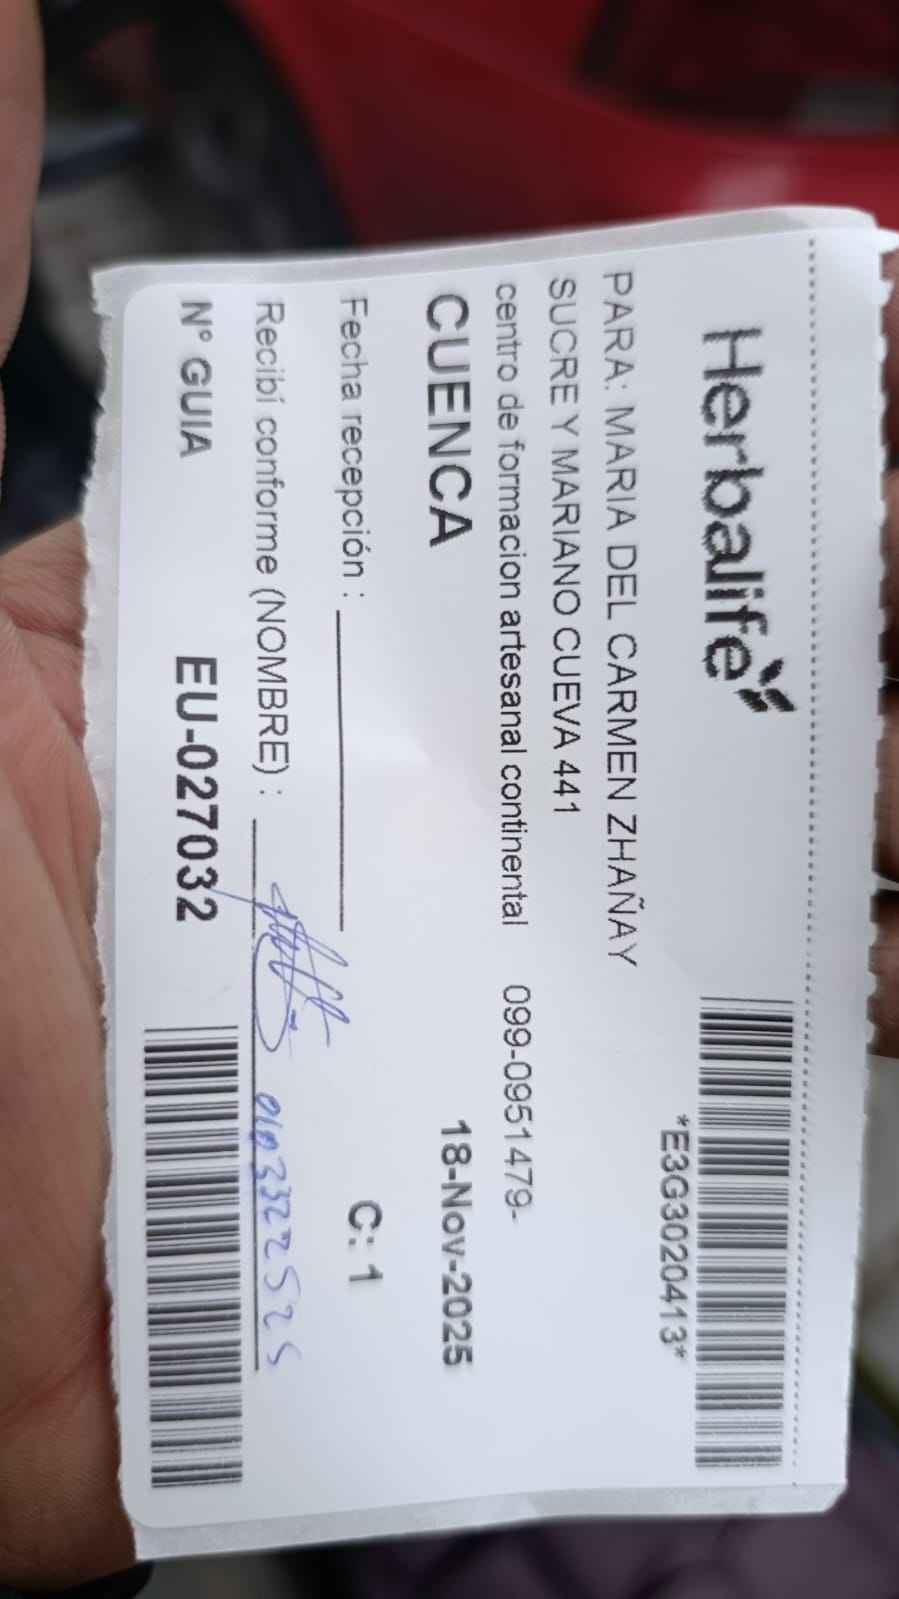 Herbalife
*E3G3020413*
PARA: MARIA DEL CARMEN ZHAÑAY
SUCRE Y MARIANO CUEVA 441
centro de formacion artesanal continental 099-0951479-
CUENCA 18-Nov-2025
Fecha recepción : C: 1
Recibí conforme (NOMBRE) : 0103322525
Nº GUIA EU-027032